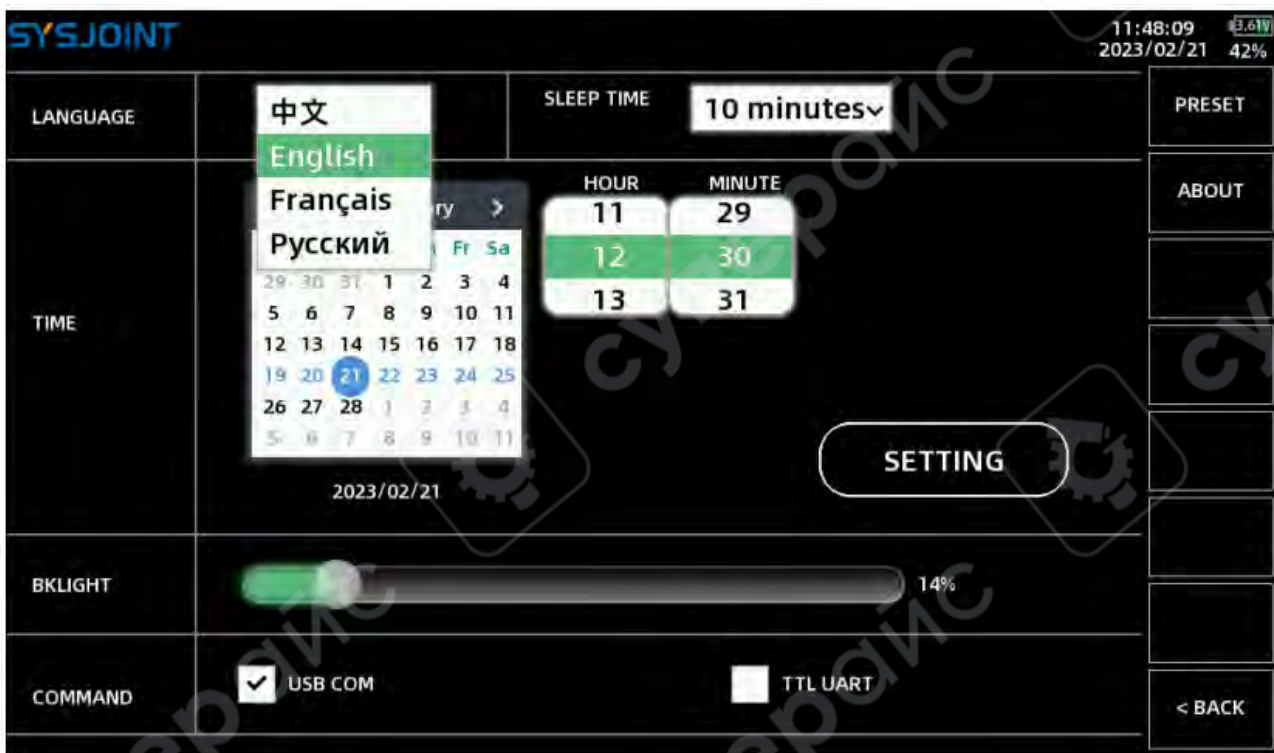 SYSJOINT
11:48:09 3.61V
2023/02/21 42%
LANGUAGE
中文
English
Français
Русский
SLEEP TIME
10 minutes
PRESET
ABOUT
TIME
ry >
Fr Sa
29 30 31 1 2 3 4
5 6 7 8 9 10 11
12 13 14 15 16 17 18
19 20 21 22 23 24 25
26 27 28 1 2 3 4
5 6 7 8 9 10 11
2023/02/21
HOUR MINUTE
11 29
12 30
13 31
SETTING
BKLIGHT
14%
COMMAND
USB COM
TTL UART
< BACK
супрайс